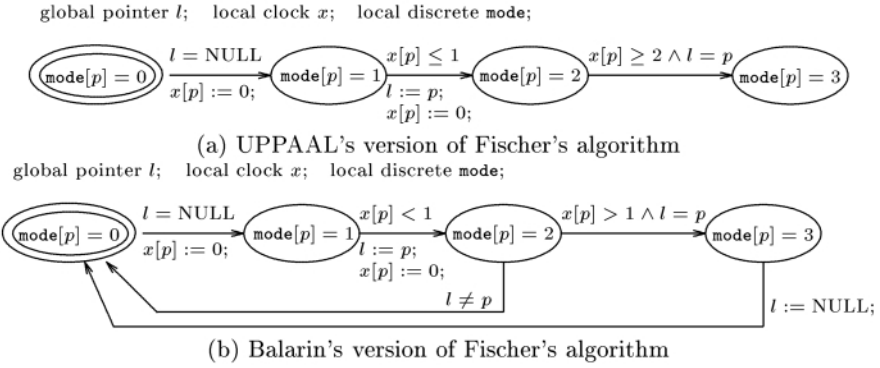 global pointer l;   local clock x;   local discrete mode;
mode[p] = 0
l = NULL
x[p] := 0;
mode[p] = 1
x[p] ≤ 1
l := p;
x[p] := 0;
mode[p] = 2
x[p] ≥ 2 ∧ l = p
mode[p] = 3
(a) UPPAAL's version of Fischer's algorithm
global pointer l;   local clock x;   local discrete mode;
mode[p] = 0
l = NULL
x[p] := 0;
mode[p] = 1
x[p] < 1
l := p;
x[p] := 0;
mode[p] = 2
x[p] > 1 ∧ l = p
mode[p] = 3
l ≠ p
l := NULL;
(b) Balarin's version of Fischer's algorithm